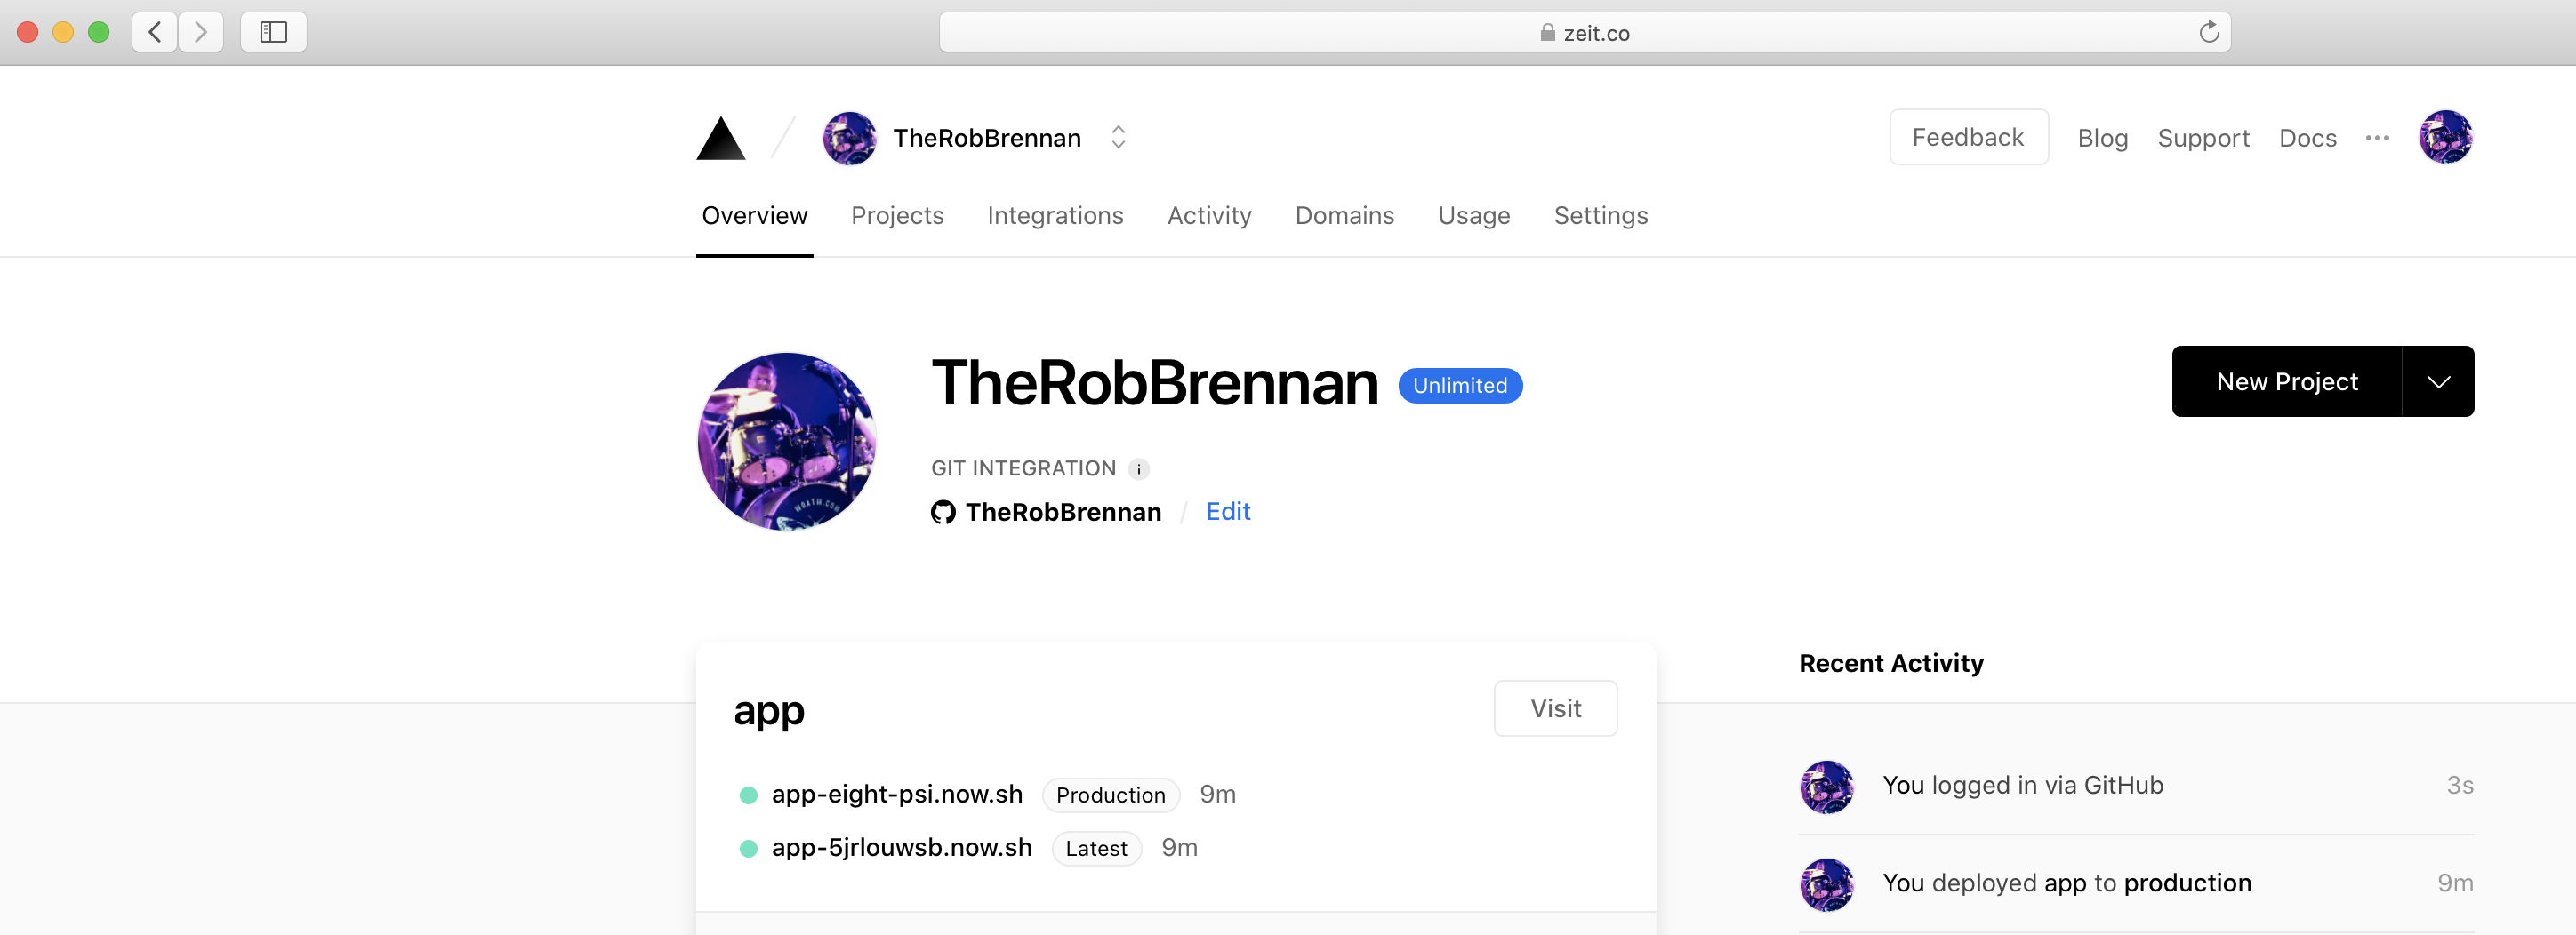 zeit.co
TheRobBrennan
Feedback Blog Support Docs
Overview Projects Integrations Activity Domains Usage Settings
TheRobBrennan Unlimited
New Project
GIT INTEGRATION i
TheRobBrennan / Edit
app
Visit
app-eight-psi.now.sh Production 9m
app-5jrlouwsb.now.sh Latest 9m
Recent Activity
You logged in via GitHub 3s
You deployed app to production 9m
MOATH.COM